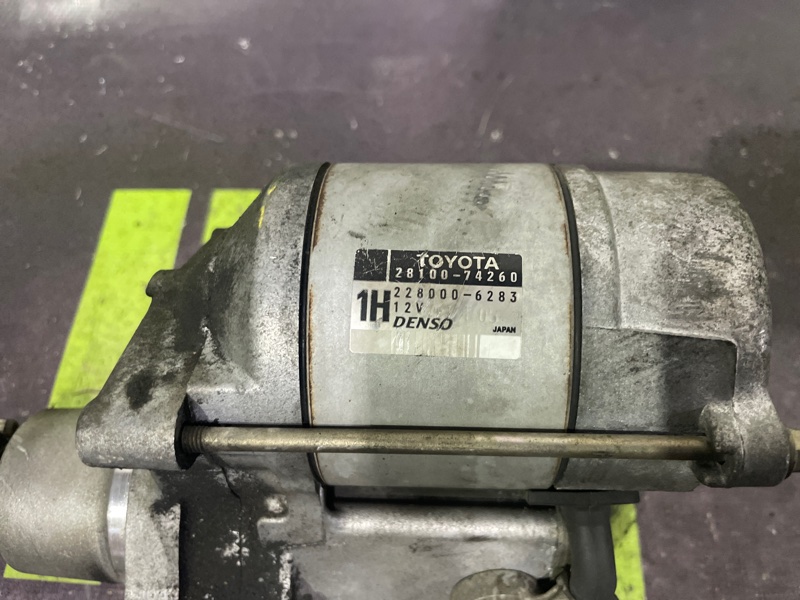 TOYOTA
28100-74260
1H
228000-6283
12V
DENSO
JAPAN